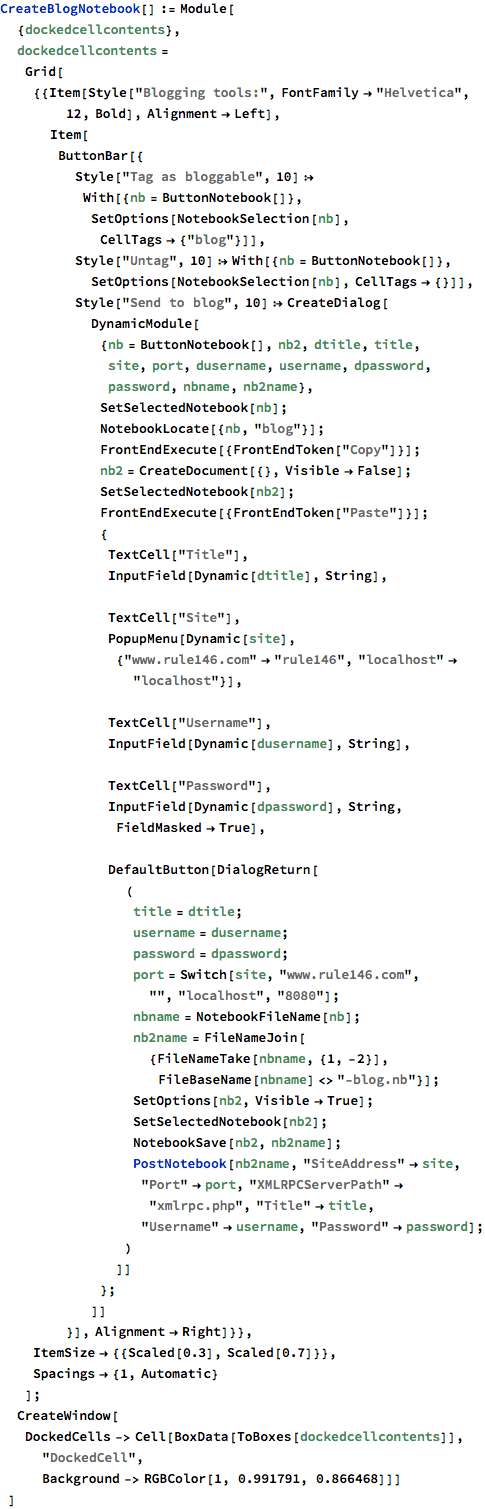 CreateBlogNotebook[] := Module[
{dockedcellcontents},
dockedcellcontents =
Grid[
{{Item[Style["Blogging tools:", FontFamily → "Helvetica",
12, Bold], Alignment → Left],
Item[
ButtonBar[{
Style["Tag as bloggable", 10] :→
With[{nb = ButtonNotebook[]},
SetOptions[NotebookSelection[nb],
CellTags → {"blog"}]],
Style["Untag", 10] :→ With[{nb = ButtonNotebook[]},
SetOptions[NotebookSelection[nb], CellTags → {}]],
Style["Send to blog", 10] :→ CreateDialog[
DynamicModule[
{nb = ButtonNotebook[], nb2, dtitle, title,
site, port, dusername, username, dpassword,
password, nbname, nb2name},
SetSelectedNotebook[nb];
NotebookLocate[{nb, "blog"}];
FrontEndExecute[{FrontEndToken["Copy"]}];
nb2 = CreateDocument[{}, Visible → False];
SetSelectedNotebook[nb2];
FrontEndExecute[{FrontEndToken["Paste"]}];
{
TextCell["Title"],
InputField[Dynamic[dtitle], String],
TextCell["Site"],
PopupMenu[Dynamic[site],
{"www.rule146.com" → "rule146", "localhost" →
"localhost"}],
TextCell["Username"],
InputField[Dynamic[dusername], String],
TextCell["Password"],
InputField[Dynamic[dpassword], String,
FieldMasked → True],
DefaultButton[DialogReturn[
(
title = dtitle;
username = dusername;
password = dpassword;
port = Switch[site, "www.rule146.com",
"", "localhost", "8080"];
nbname = NotebookFileName[nb];
nb2name = FileNameJoin[
{FileNameTake[nbname, {1, -2}],
FileBaseName[nbname] <> "-blog.nb"}];
SetOptions[nb2, Visible → True];
SetSelectedNotebook[nb2];
NotebookSave[nb2, nb2name];
PostNotebook[nb2name, "SiteAddress" → site,
"Port" → port, "XMLRPCServerPath" →
"xmlrpc.php", "Title" → title,
"Username" → username, "Password" → password];
)
]]
};
]]
}], Alignment → Right]}},
ItemSize → {{Scaled[0.3], Scaled[0.7]}},
Spacings → {1, Automatic}
];
CreateWindow[
DockedCells -> Cell[BoxData[ToBoxes[dockedcellcontents]],
"DockedCell",
Background -> RGBColor[1, 0.991791, 0.866468]]]
]